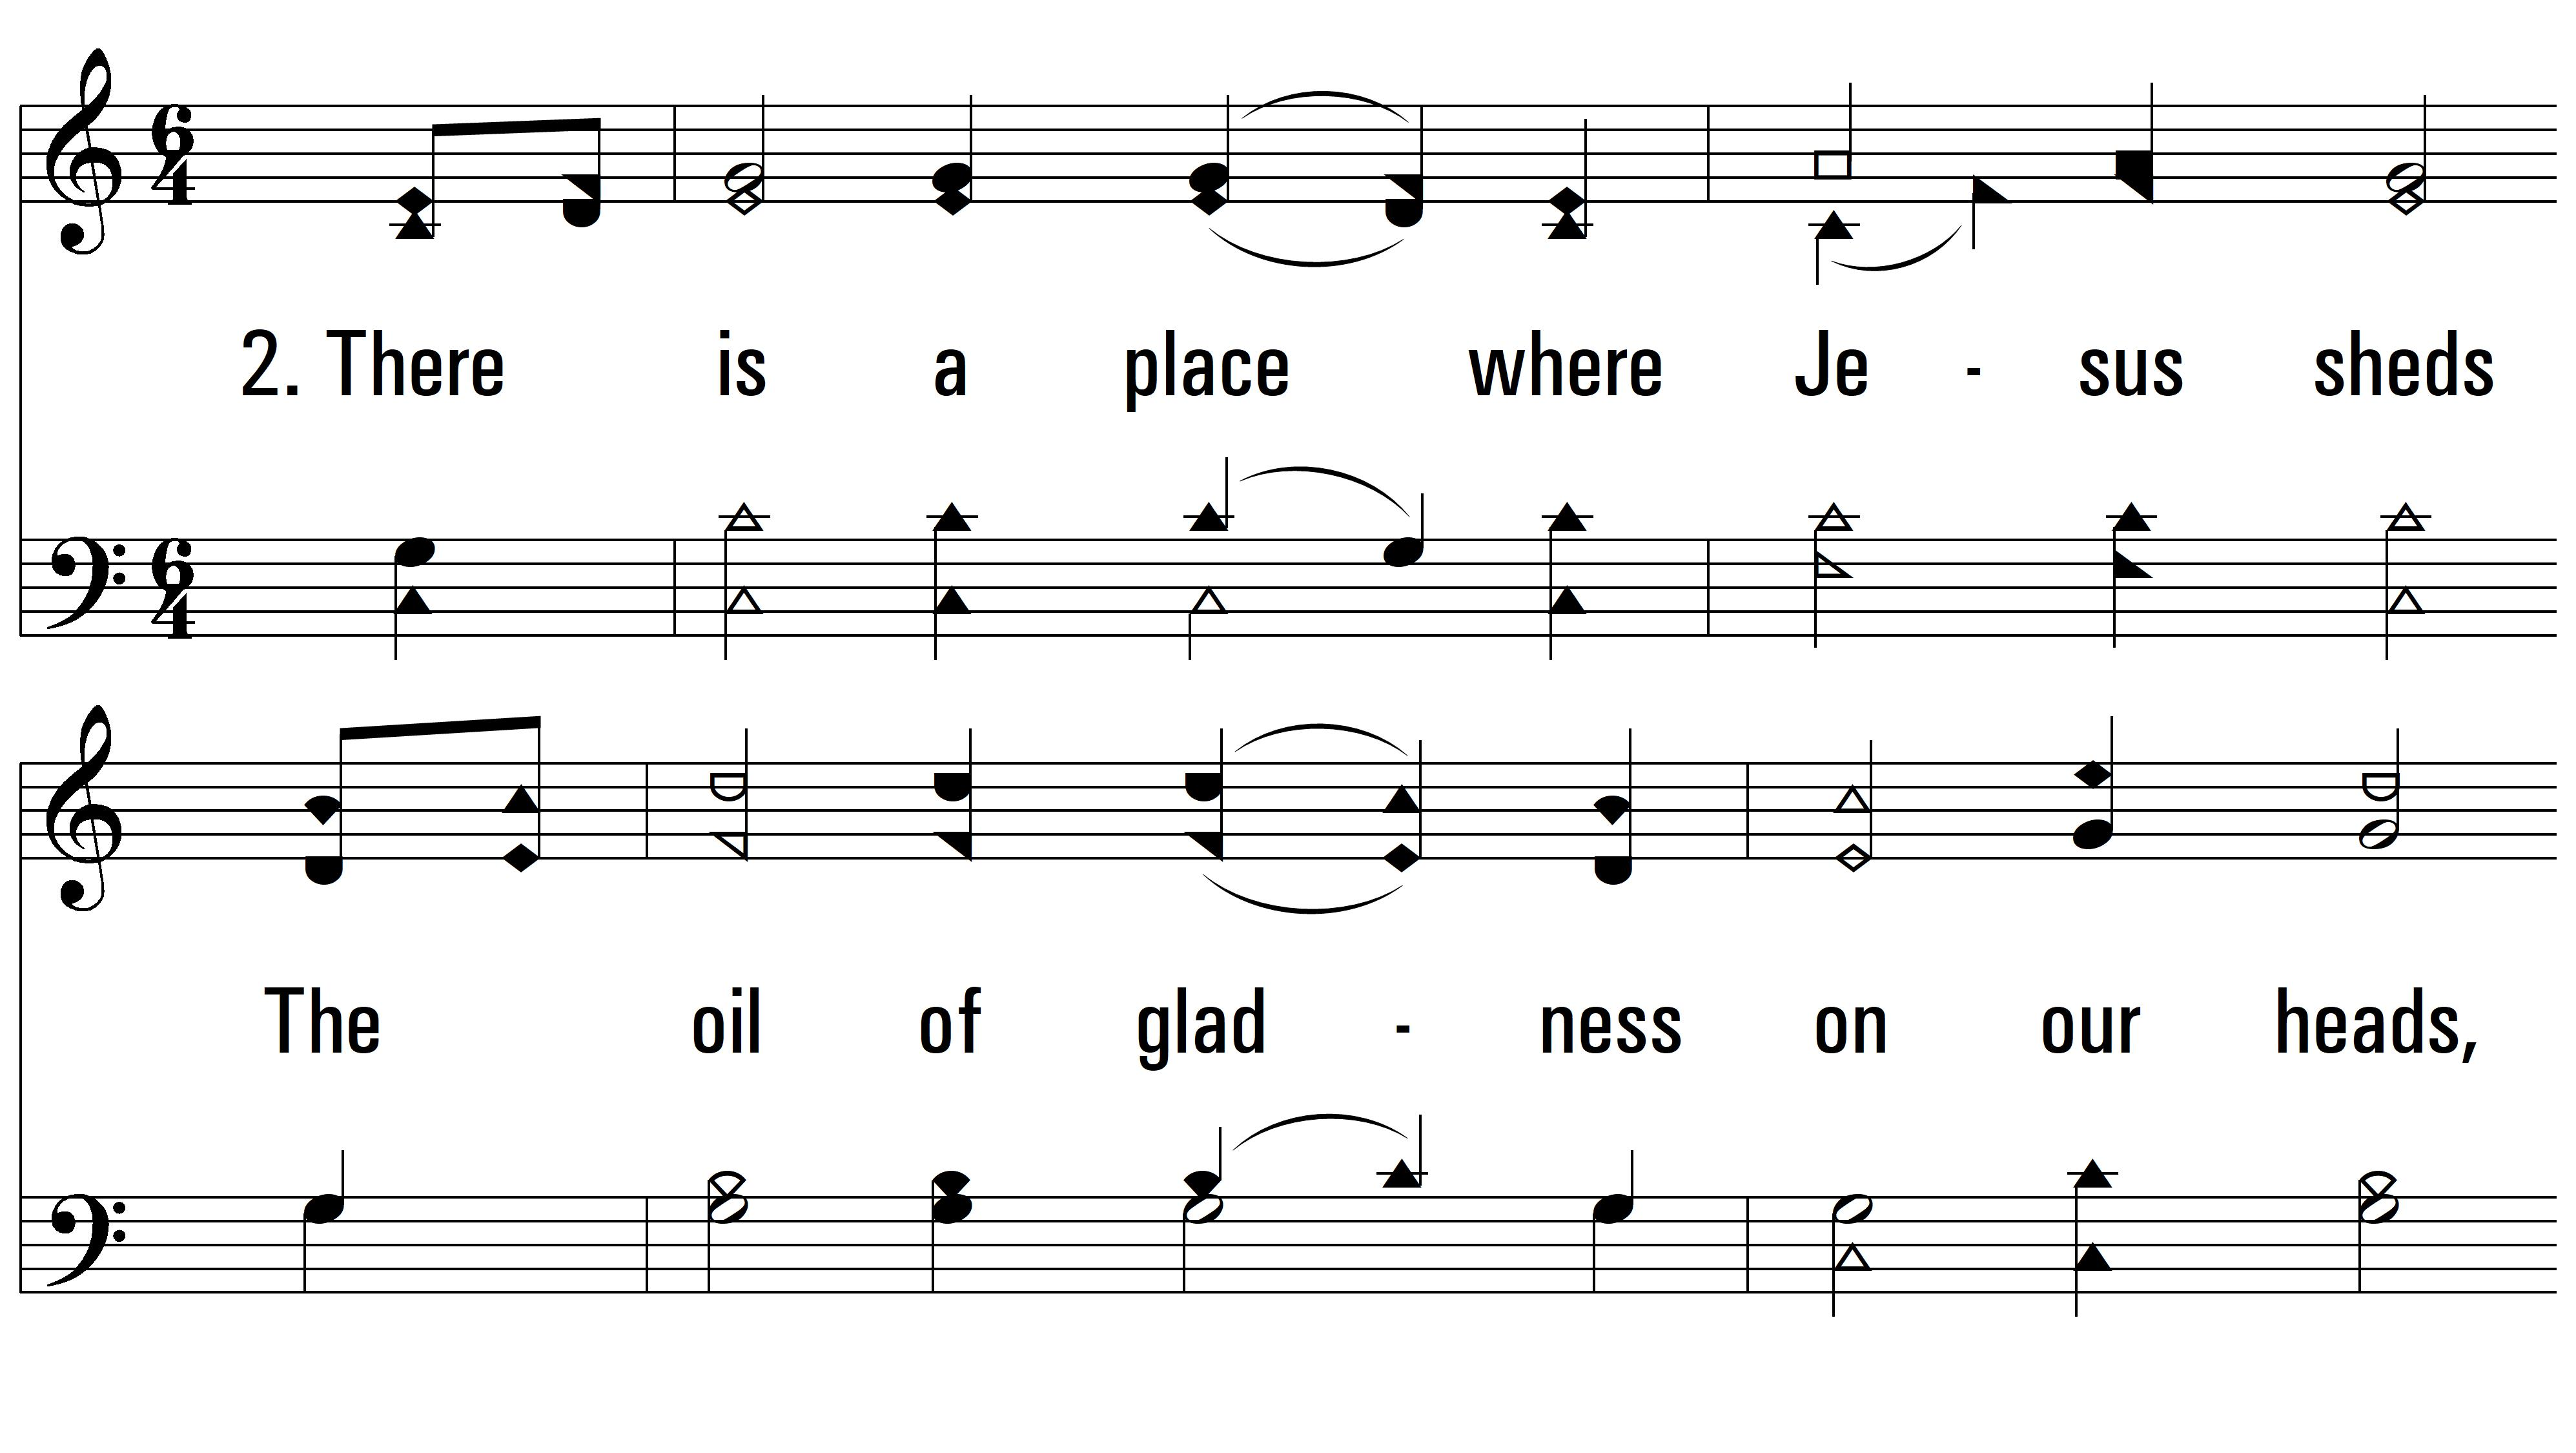 2. There is a place where Je - sus sheds
The oil of glad - ness on our heads,